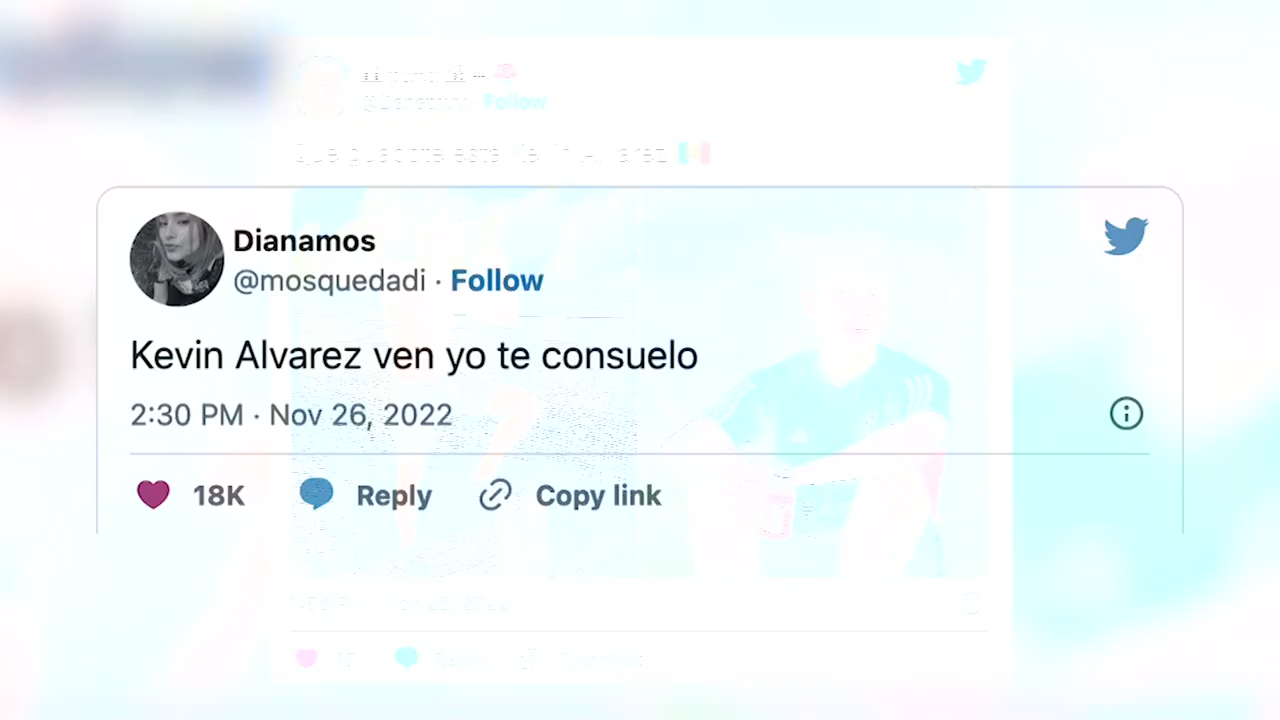 Follow
Dianamos
@mosquedadi · Follow
Kevin Alvarez ven yo te consuelo
2:30 PM · Nov 26, 2022
18K Reply Copy link